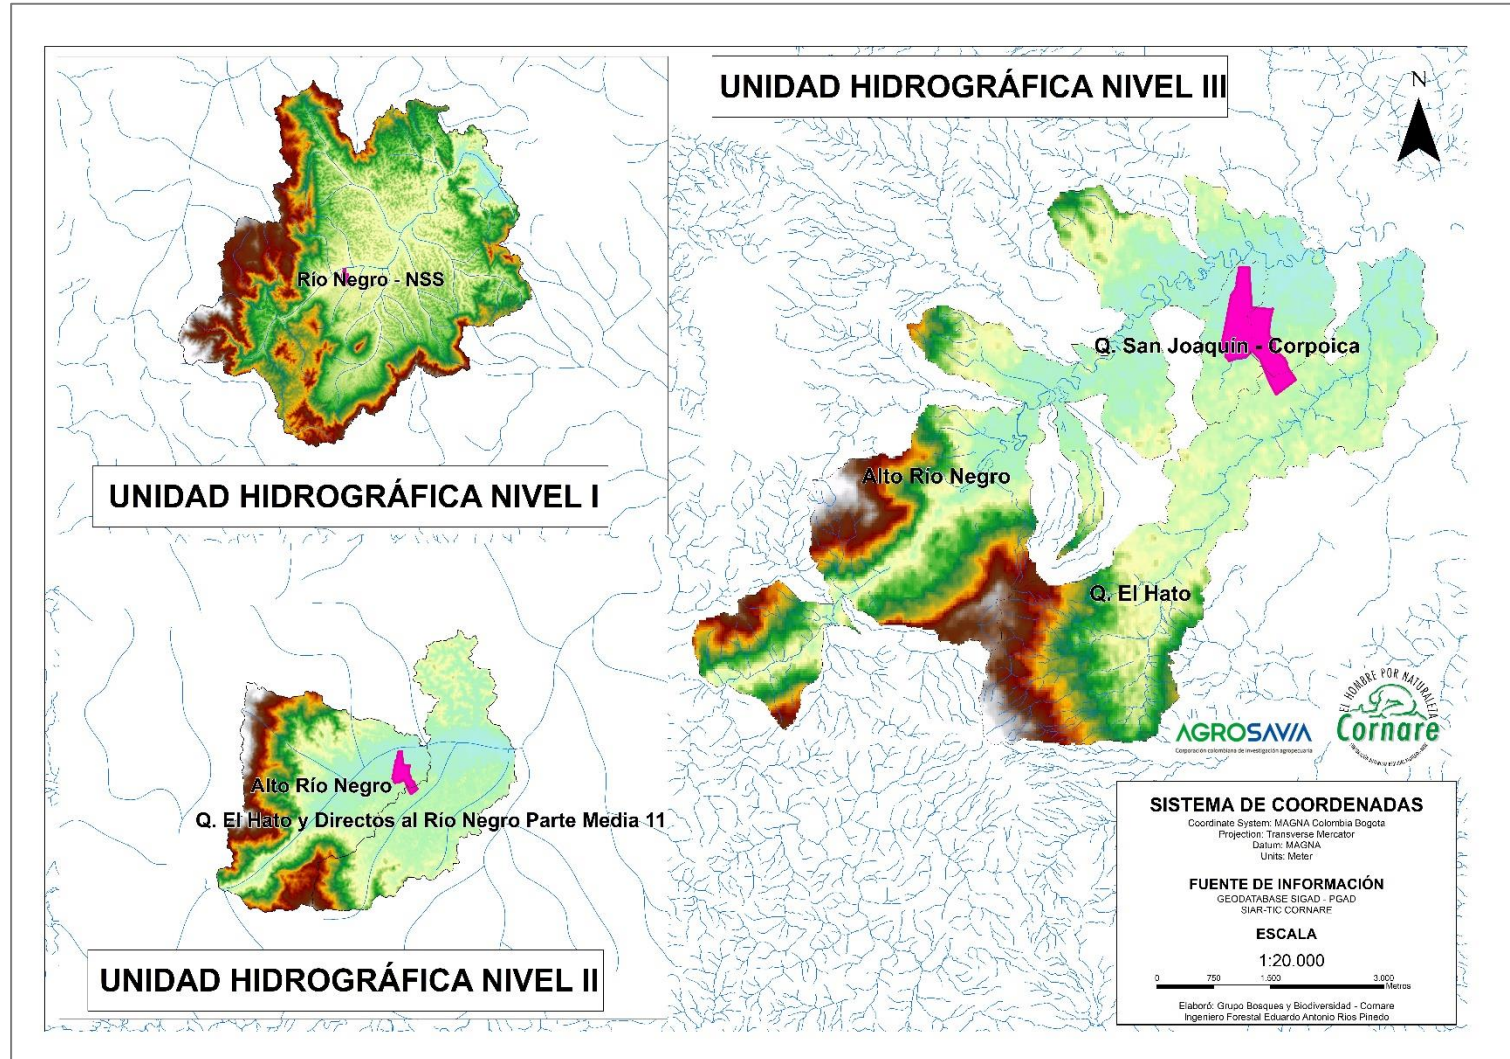 UNIDAD HIDROGRÁFICA NIVEL III
N
Río Negro - NSS
UNIDAD HIDROGRÁFICA NIVEL I
Q. San Joaquin - Corpoica
Alto Río Negro
Q. El Hato
Alto Río Negro
Q. El Hato y Directos al Río Negro Parte Media 11
UNIDAD HIDROGRÁFICA NIVEL II
AGROSAVIA
Corporación colombiana de investigación agropecuaria
EL HOMBRE POR NATURALEZA
Cornare
SISTEMA DE COORDENADAS
Coordinate System: MAGNA Colombia Bogota
Projection: Transverse Mercator
Datum: MAGNA
Units: Meter
FUENTE DE INFORMACIÓN
GEODATABASE SIGAD - PGAD
SIAR-TIC CORNARE
ESCALA
1:20.000
0 750 1.500 3.000
Metros
Elaboró: Grupo Bosques y Biodiversidad - Cornare
Ingeniero Forestal Eduardo Antonio Rios Pinedo